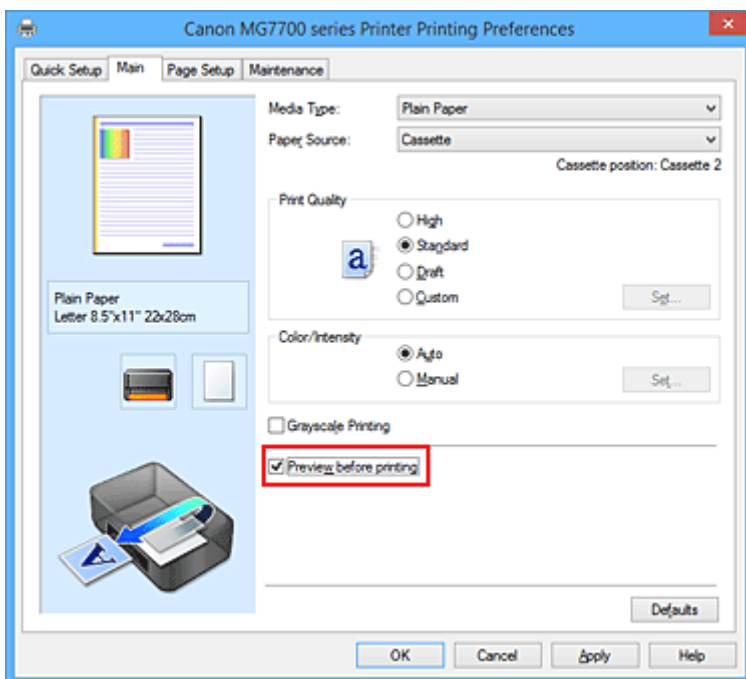 Canon MG7700 series Printer Printing Preferences
Quick Setup Main Page Setup Maintenance
Media Type: Plain Paper
Paper Source: Cassette
Cassette position: Cassette 2
Print Quality
High
a Standard
Draft
Custom Set...
Plain Paper
Letter 8.5"x11" 22x28cm
Color/Intensity
Auto
Manual Set...
Grayscale Printing
Preview before printing
A
Defaults
OK Cancel Apply Help